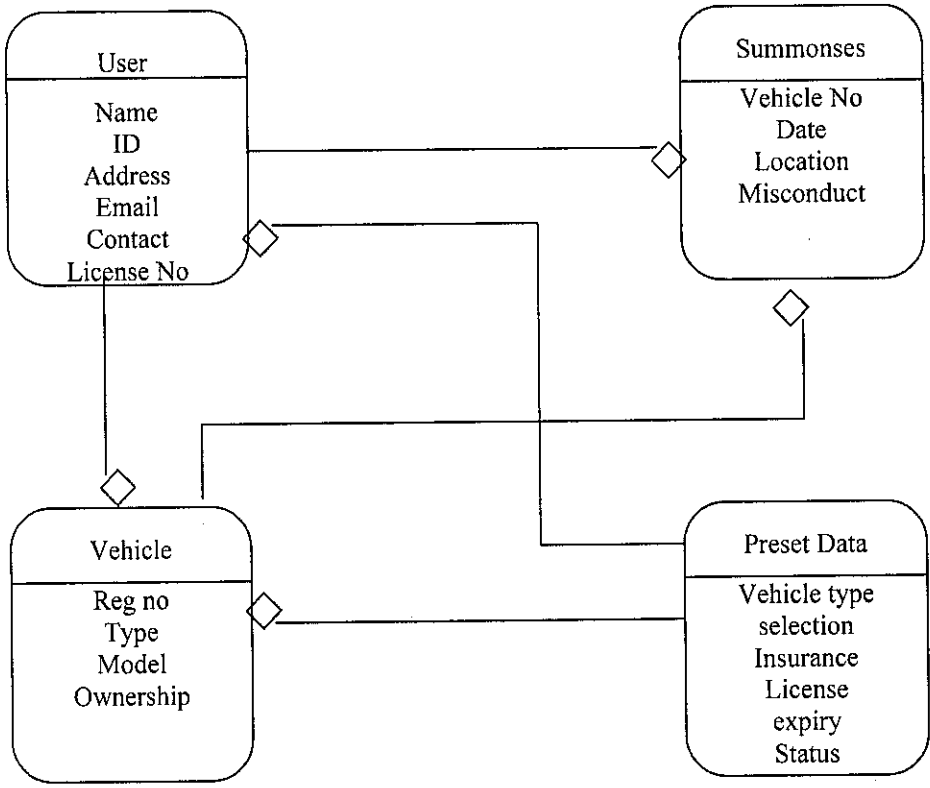 User
Name
ID
Address
Email
Contact
License No
Summonses
Vehicle No
Date
Location
Misconduct
Vehicle
Reg no
Type
Model
Ownership
Preset Data
Vehicle type
selection
Insurance
License
expiry
Status